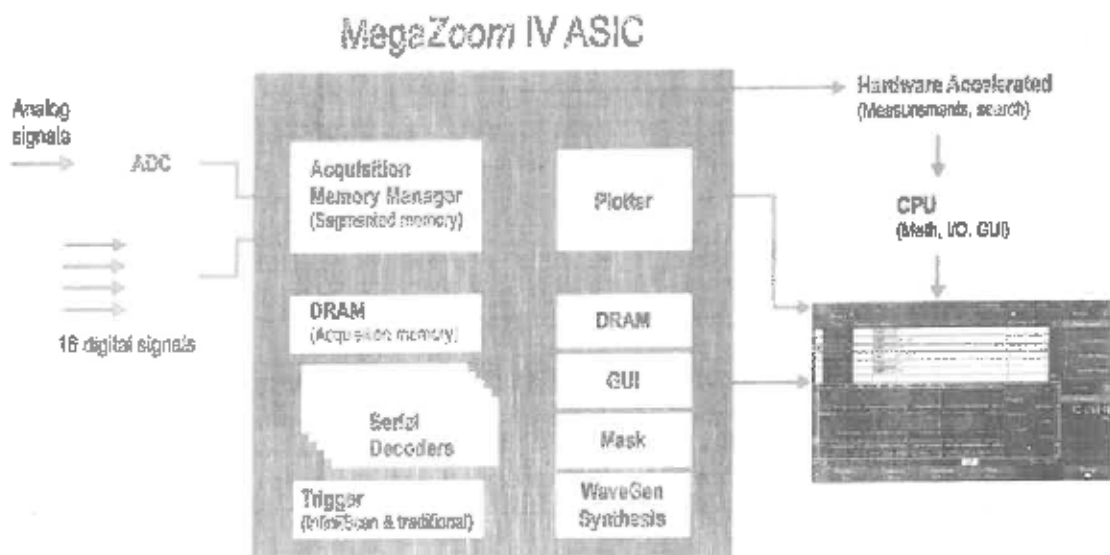 MegaZoom IV ASIC
Analog
signals
ADC
16 digital signals
Acquisition
Memory Manager
(Segmented memory)
DRAM
(Acquisition memory)
Serial
Decoders
Trigger
(InfiniiScan & traditional)
Plotter
DRAM
GUI
Mask
WaveGen
Synthesis
Hardware Accelerated
(Measurements, search)
CPU
(Math, I/O, GUI)